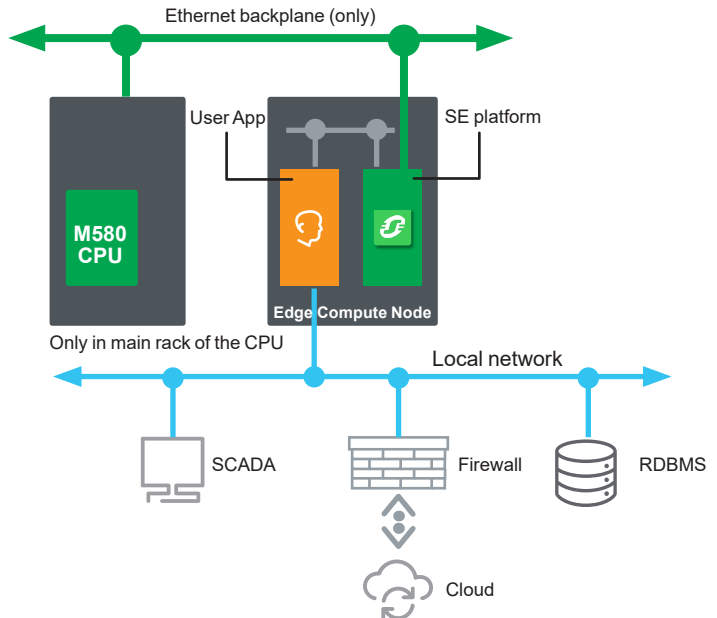 Ethernet backplane (only)
User App
SE platform
M580
CPU
Edge Compute Node
Only in main rack of the CPU
Local network
SCADA
Firewall
RDBMS
Cloud